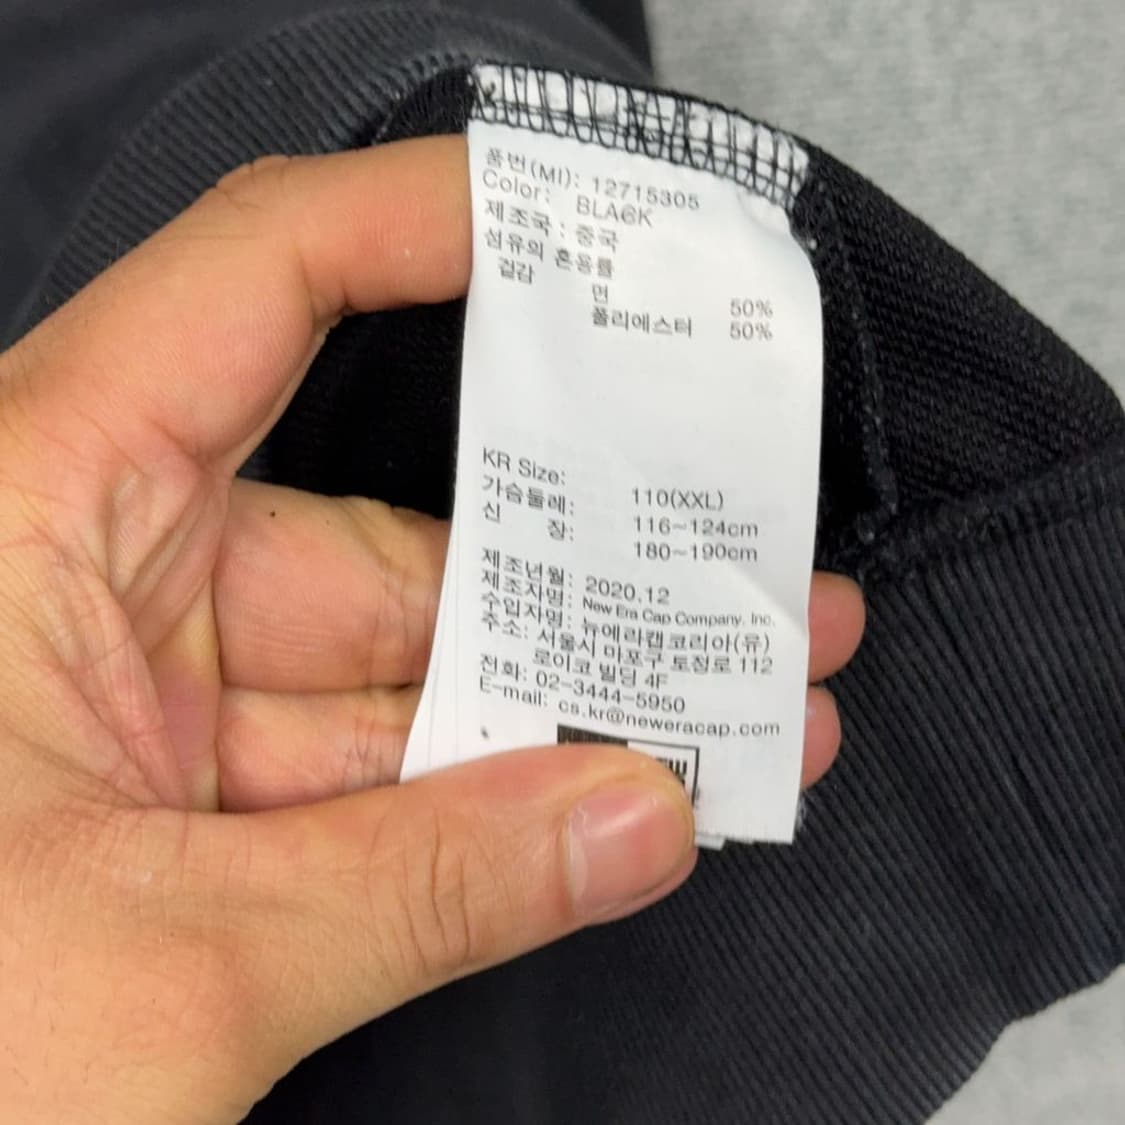 품번(MI): 12715305
Color: BLACK
제조국 : 중국
섬유의 혼용률
겉감
면 50%
폴리에스터 50%
KR Size: 110(XXL)
가슴둘레: 116~124cm
신 장: 180~190cm
제조년월: 2020.12
제조자명: New Era Cap Company, Inc.
수입자명: 뉴에라캡코리아(유)
주소: 서울시 마포구 토정로 112
로이코 빌딩 4F
전화: 02-3444-5950
E-mail: cs.kr@neweracap.com